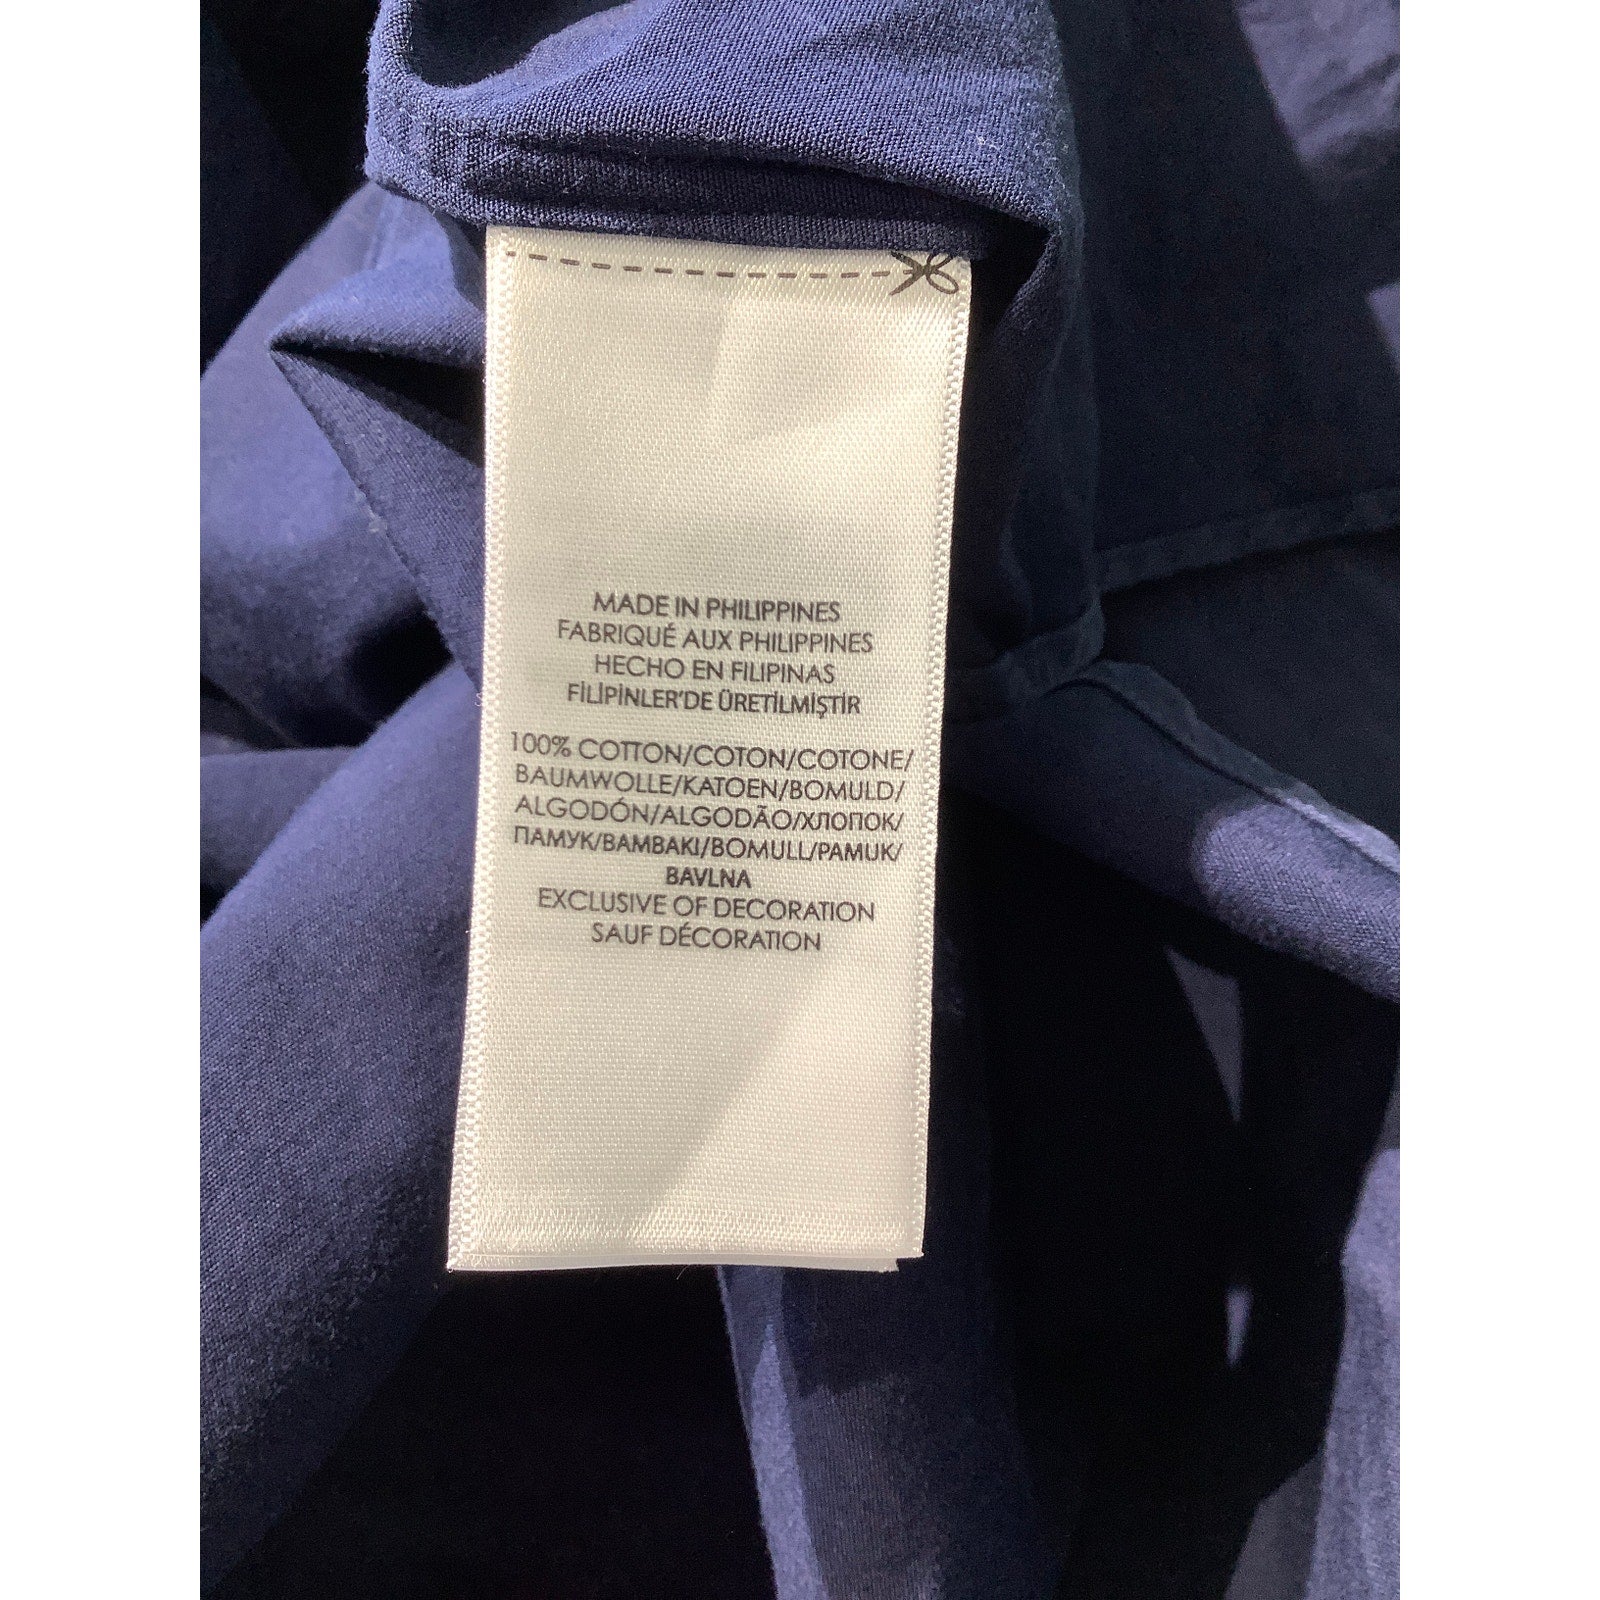 MADE IN PHILIPPINES
FABRIQUÉ AUX PHILIPPINES
HECHO EN FILIPINAS
FİLİPİNLER'DE ÜRETİLMİŞTİR
100% COTTON/COTON/COTONE/
BAUMWOLLE/KATOEN/BOMULD/
ALGODÓN/ALGODÃO/ХЛОПОК/
ПАМУК/BAMBAKI/BOMULL/PAMUK/
BAVLNA
EXCLUSIVE OF DECORATION
SAUF DÉCORATION